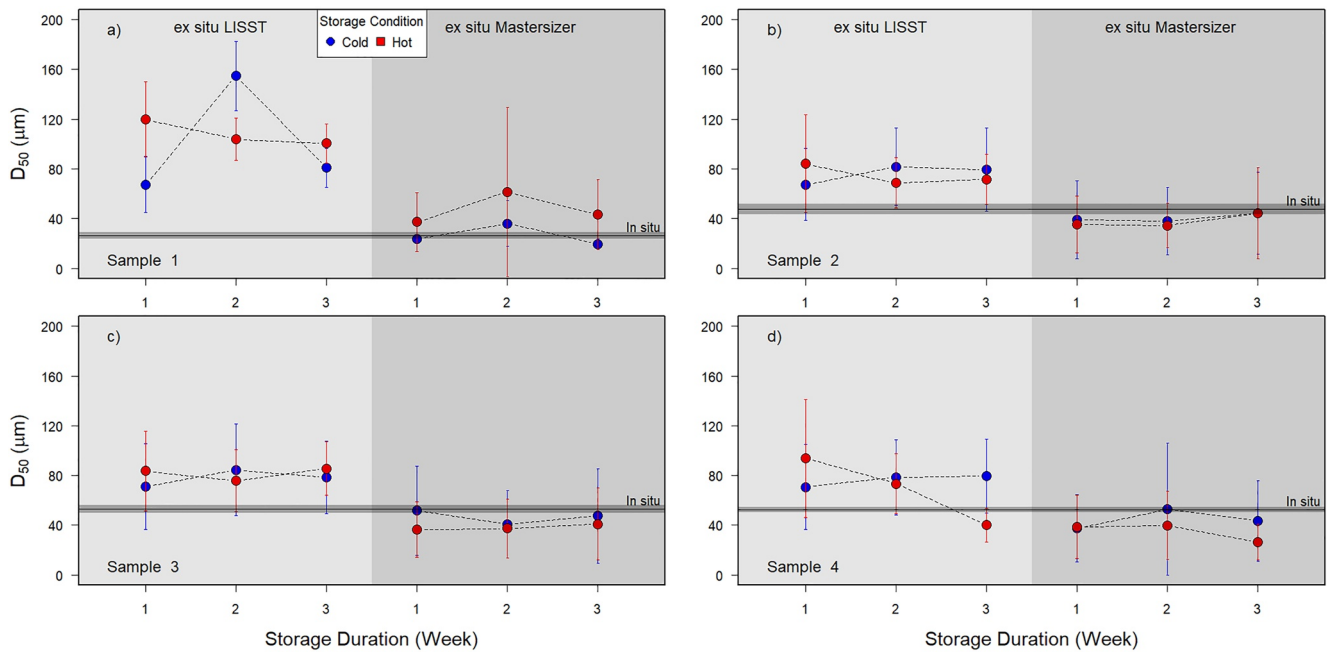 a)
ex situ LISST
Storage Condition
Cold Hot
ex situ Mastersizer
b)
ex situ LISST
ex situ Mastersizer
D50 (μm)
200
160
120
80
40
0
In situ
Sample 1
1 2 3 1 2 3
200
160
120
80
40
0
In situ
Sample 2
1 2 3 1 2 3
c)
D50 (μm)
200
160
120
80
40
0
In situ
Sample 3
1 2 3 1 2 3
Storage Duration (Week)
d)
200
160
120
80
40
0
In situ
Sample 4
1 2 3 1 2 3
Storage Duration (Week)